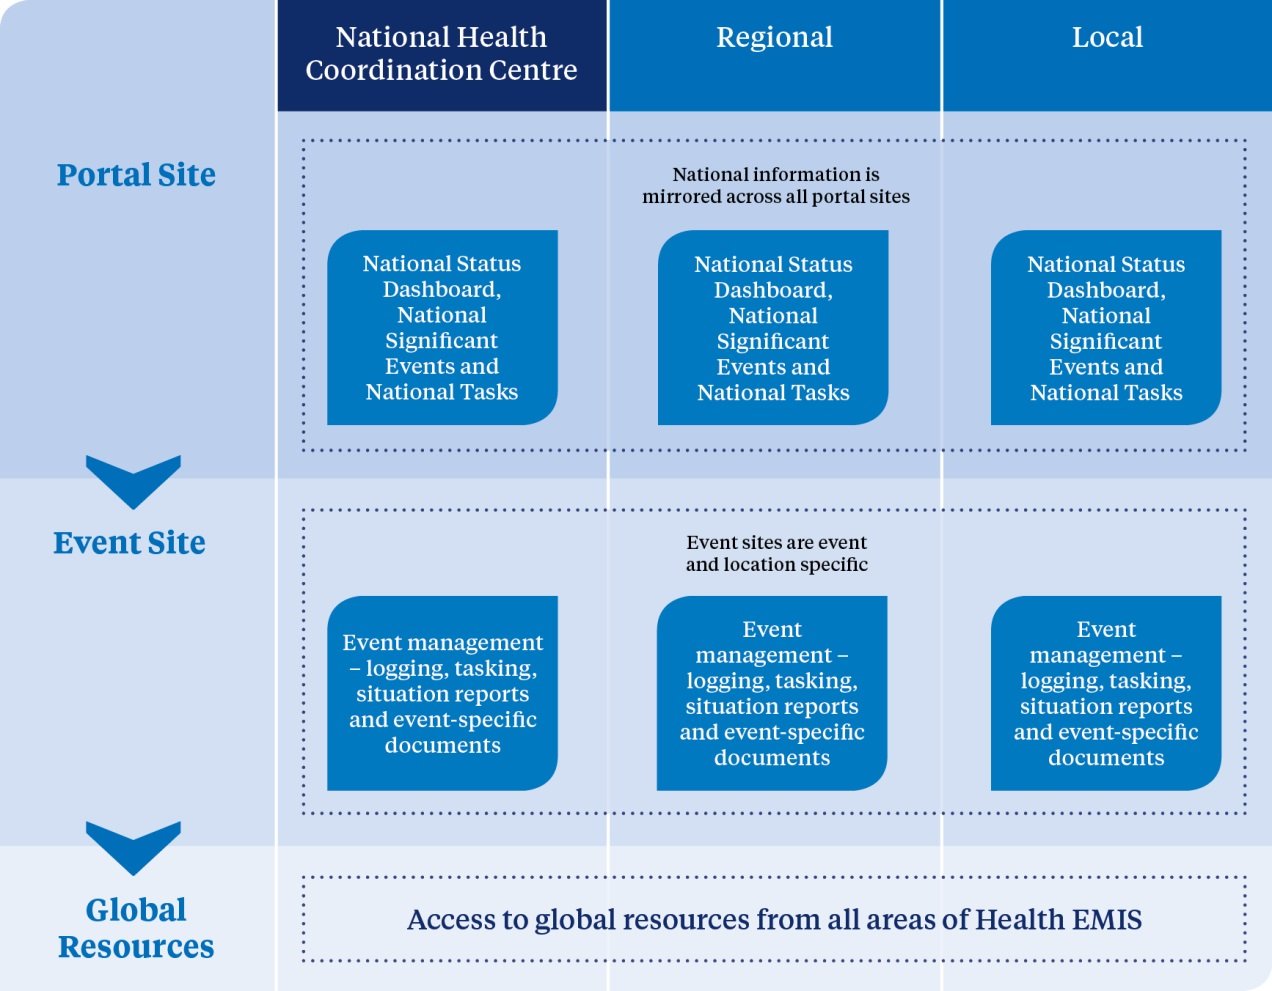 National Health
Coordination Centre
Regional
Local
Portal Site
National information is
mirrored across all portal sites
National Status
Dashboard,
National
Significant
Events and
National Tasks
National Status
Dashboard,
National
Significant
Events and
National Tasks
National Status
Dashboard,
National
Significant
Events and
National Tasks
Event Site
Event sites are event
and location specific
Event management
– logging, tasking,
situation reports
and event-specific
documents
Event
management –
logging, tasking,
situation reports
and event-specific
documents
Event
management –
logging, tasking,
situation reports
and event-specific
documents
Global
Resources
Access to global resources from all areas of Health EMIS